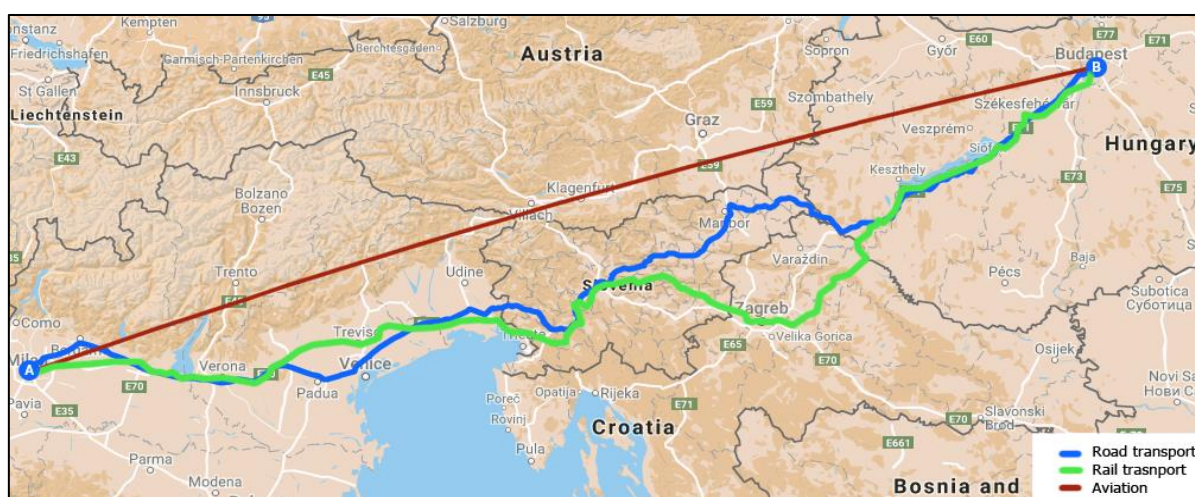 Konstanz
Friedrichshafen
Kempten
Salzburg
Sopron
Győr
E60
E77
E71
Budapest
B
Garmisch-Partenkirchen
Berchtesgaden
Austria
St Gallen
E45
Innsbruck
Szombathely
Székesfehérvár
Liechtenstein
E59
Graz
Veszprém
Siófok
Hungary
E43
E59
Keszthely
E73
E75
Bolzano
Bozen
Klagenfurt
Villach
Maribor
Trento
Udine
Varaždin
Pécs
Baja
Subotica
Суботица
Como
Bergamo
Treviso
Slovenia
Zagreb
Milan
A
Verona
Venice
Trieste
Velika Gorica
E70
Padua
E65
E70
Osijek
Pavia
E35
Poreč
Opatija
Rijeka
E71
Novi Sa
Нови Са
Rovinj
E70
Slavonski
Brod
Parma
Pula
Croatia
E661
Modena
Bosnia and
Road transport
Rail trasnport
Aviation